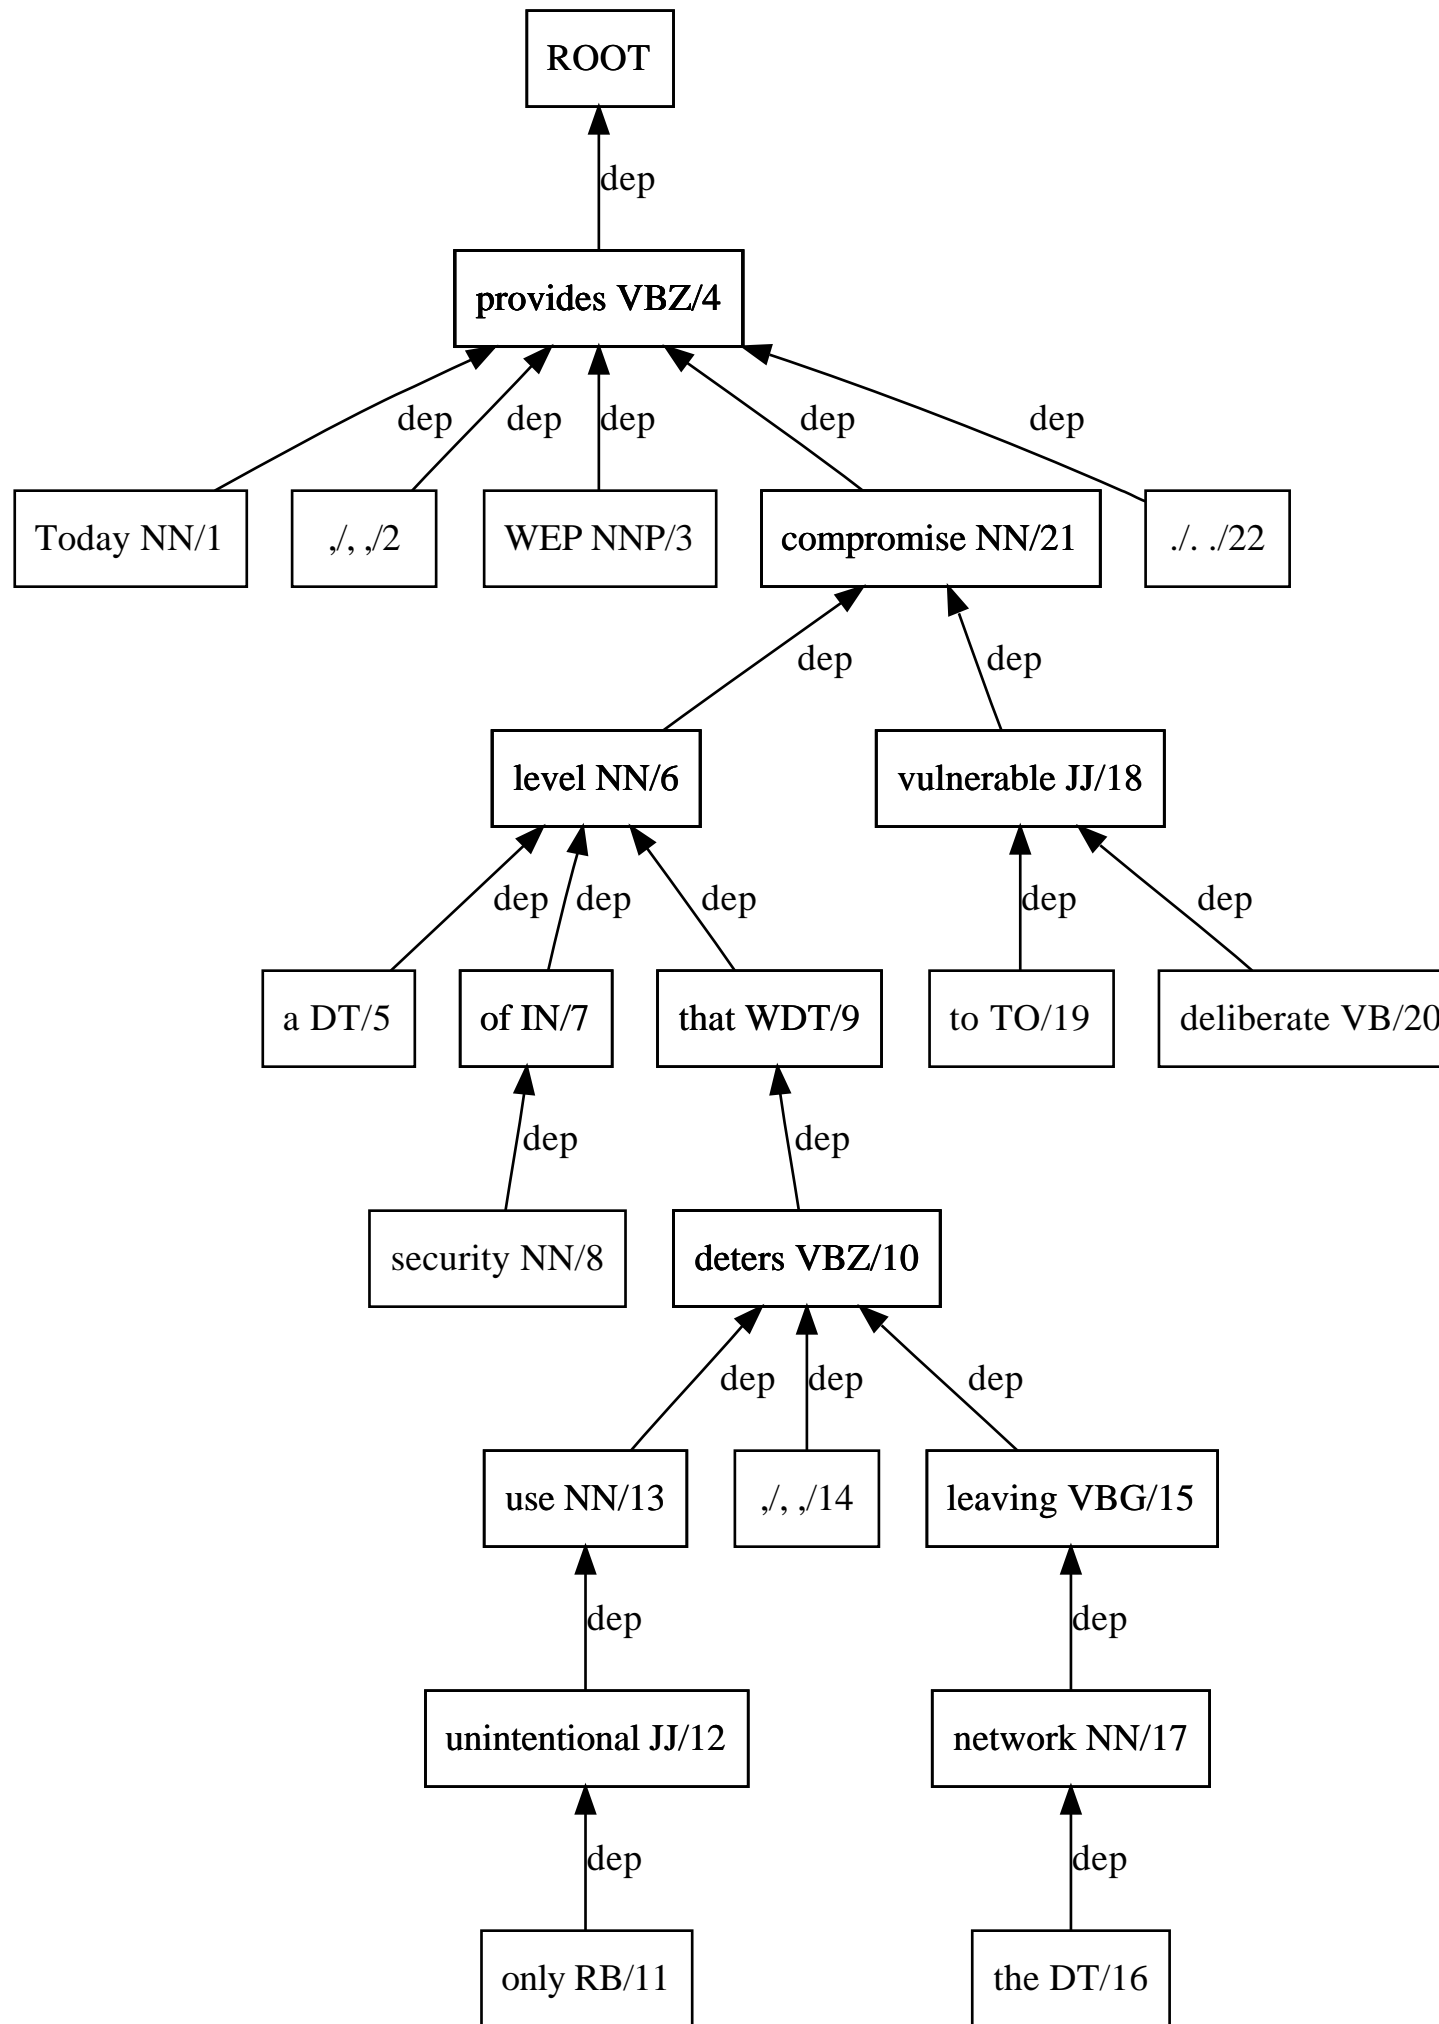 ROOT
dep
provides VBZ/4
dep dep dep dep dep
Today NN/1 ,/, ,/2 WEP NNP/3 compromise NN/21 ./. ./22
dep dep
level NN/6 vulnerable JJ/18
dep dep dep dep dep
a DT/5 of IN/7 that WDT/9 to TO/19 deliberate VB/20
dep dep
security NN/8 deters VBZ/10
dep dep dep
use NN/13 ,/, ,/14 leaving VBG/15
dep dep
unintentional JJ/12 network NN/17
dep dep
only RB/11 the DT/16